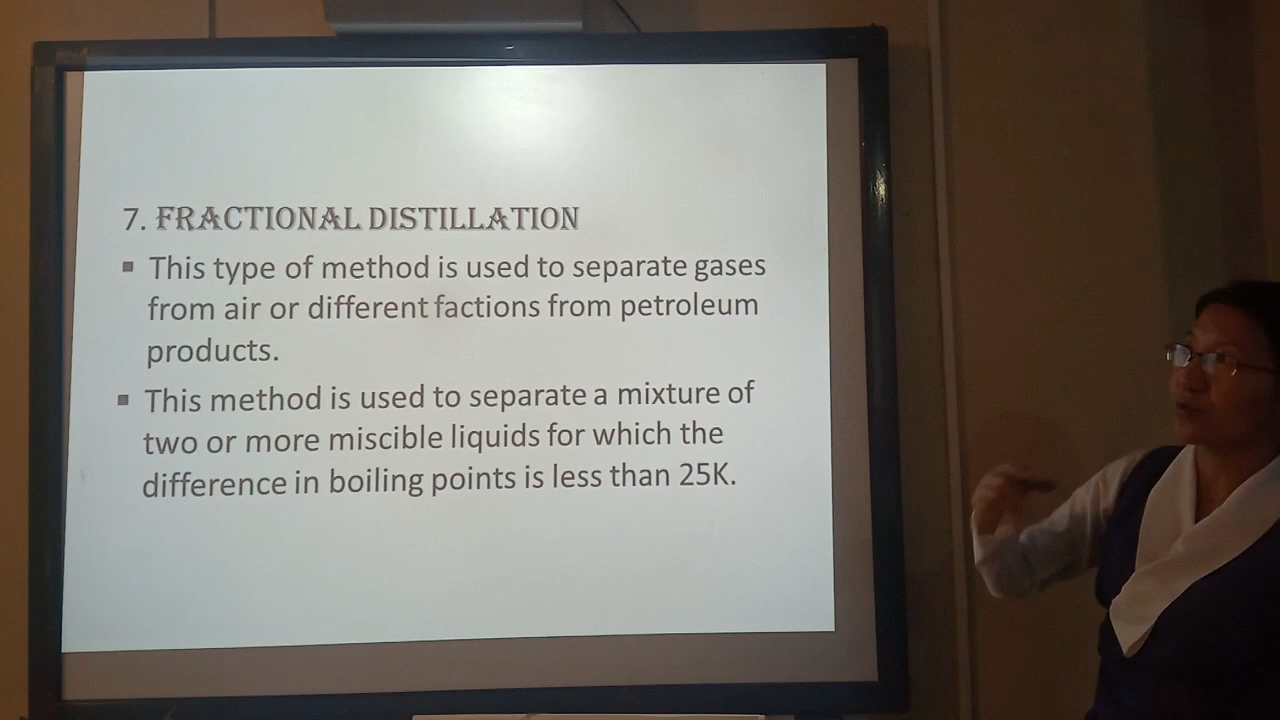 7. FRACTIONAL DISTILLATION
▪ This type of method is used to separate gases
from air or different factions from petroleum
products.
▪ This method is used to separate a mixture of
two or more miscible liquids for which the
difference in boiling points is less than 25K.